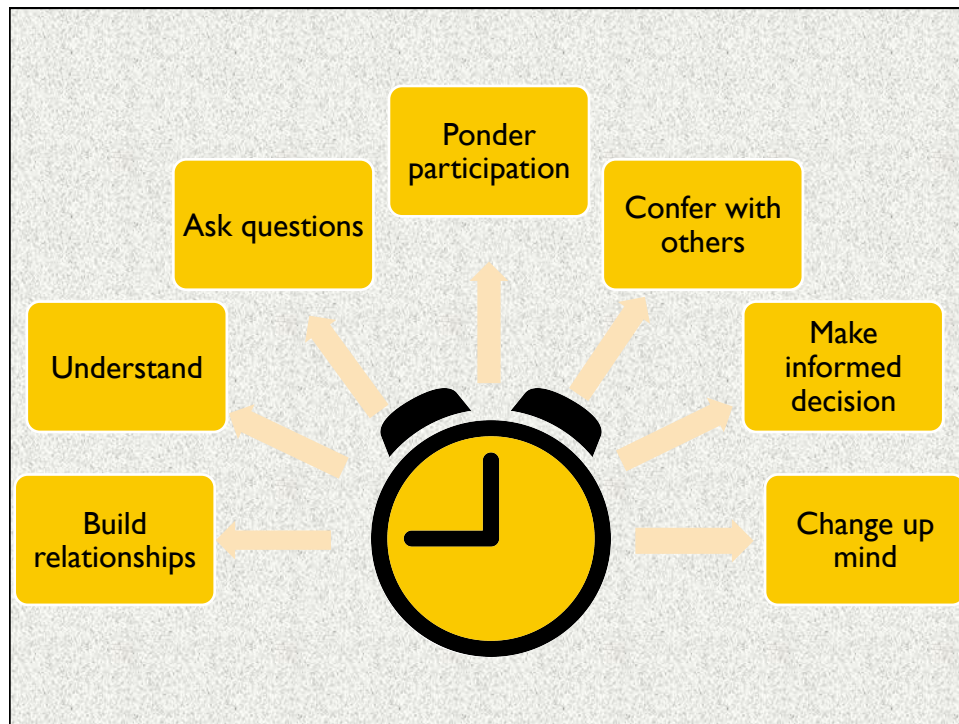 Build
relationships
Understand
Ask questions
Ponder
participation
Confer with
others
Make
informed
decision
Change up
mind